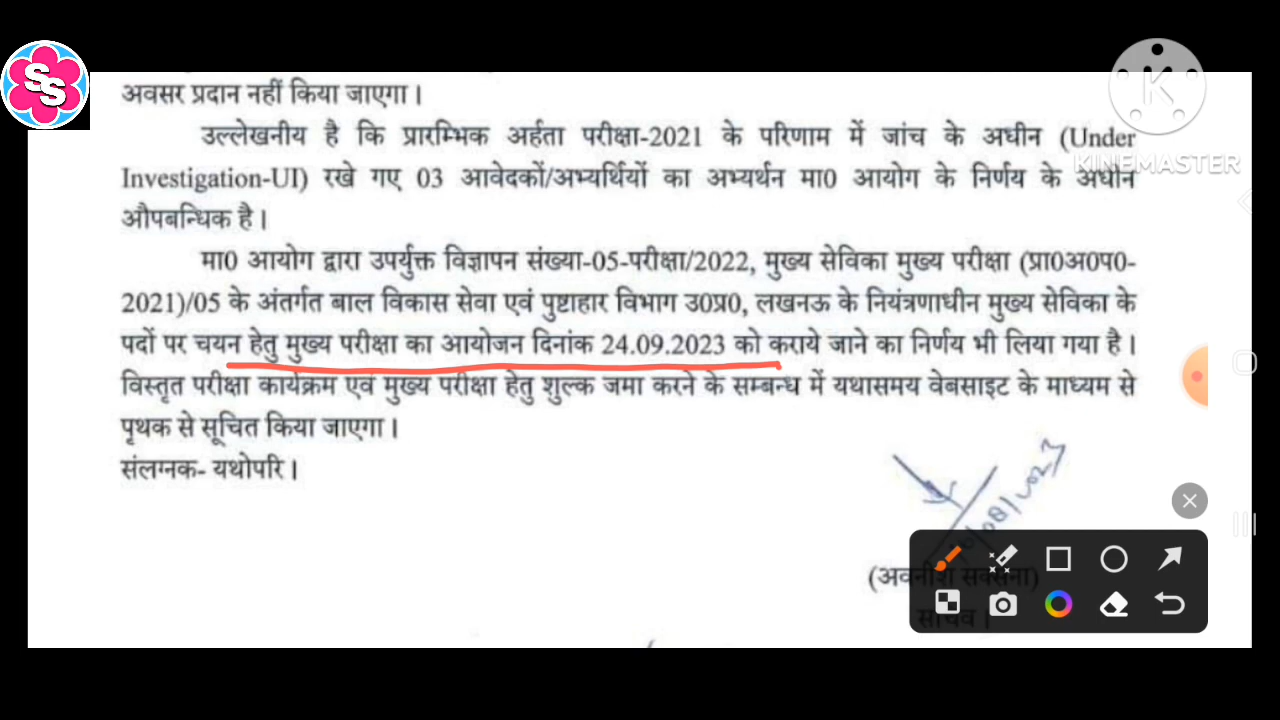 SS
K
KINEMASTER
अवसर प्रदान नहीं किया जाएगा।
उल्लेखनीय है कि प्रारम्भिक अर्हता परीक्षा-2021 के परिणाम में जांच के अधीन (Under
Investigation-UI) रखे गए 03 आवेदकों/अभ्यर्थियों का अभ्यर्थन मा0 आयोग के निर्णय के अधीन
औपबन्धिक है।
मा0 आयोग द्वारा उपर्युक्त विज्ञापन संख्या-05-परीक्षा/2022, मुख्य सेविका मुख्य परीक्षा (प्रा0अ0प0-
2021)/05 के अंतर्गत बाल विकास सेवा एवं पुष्टाहार विभाग उ0प्र0, लखनऊ के नियंत्रणाधीन मुख्य सेविका के
पदों पर चयन हेतु मुख्य परीक्षा का आयोजन दिनांक 24.09.2023 को कराये जाने का निर्णय भी लिया गया है।
विस्तृत परीक्षा कार्यक्रम एवं मुख्य परीक्षा हेतु शुल्क जमा करने के सम्बन्ध में यथासमय वेबसाइट के माध्यम से
पृथक से सूचित किया जाएगा।
संलग्नक- यथोपरि।
(अवनीश सक्सेना)
सचिव।